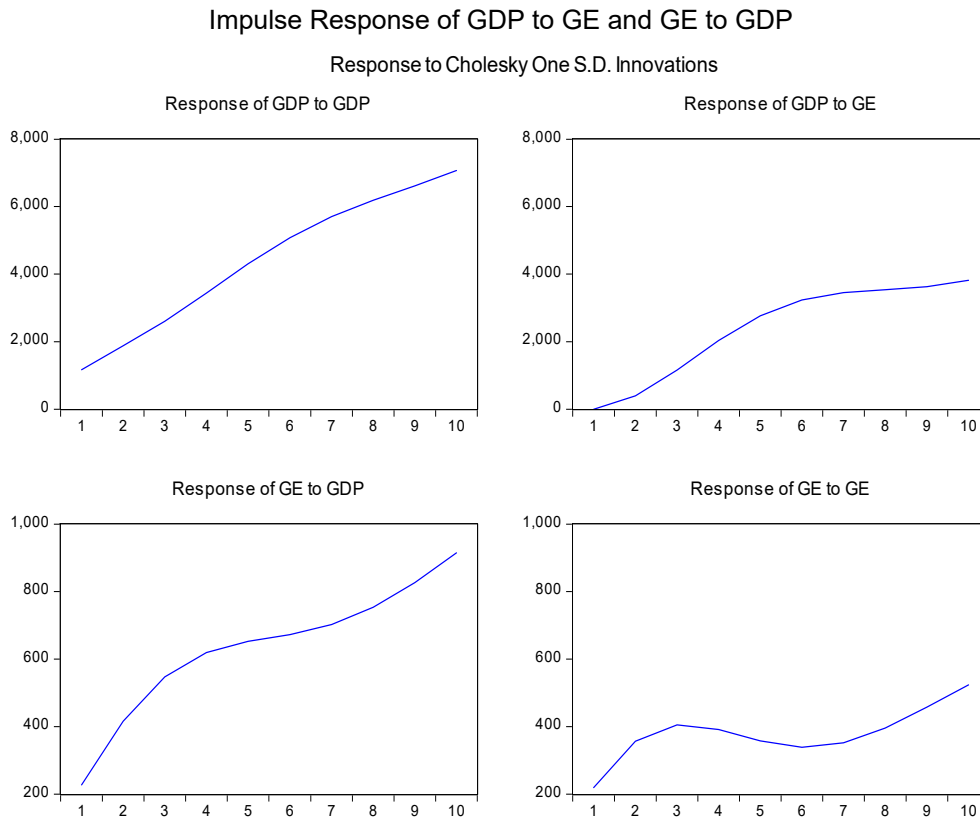 Impulse Response of GDP to GE and GE to GDP
Response to Cholesky One S.D. Innovations
Response of GDP to GDP
8,000
6,000
4,000
2,000
0
1 2 3 4 5 6 7 8 9 10
Response of GDP to GE
8,000
6,000
4,000
2,000
0
1 2 3 4 5 6 7 8 9 10
Response of GE to GDP
1,000
800
600
400
200
1 2 3 4 5 6 7 8 9 10
Response of GE to GE
1,000
800
600
400
200
1 2 3 4 5 6 7 8 9 10